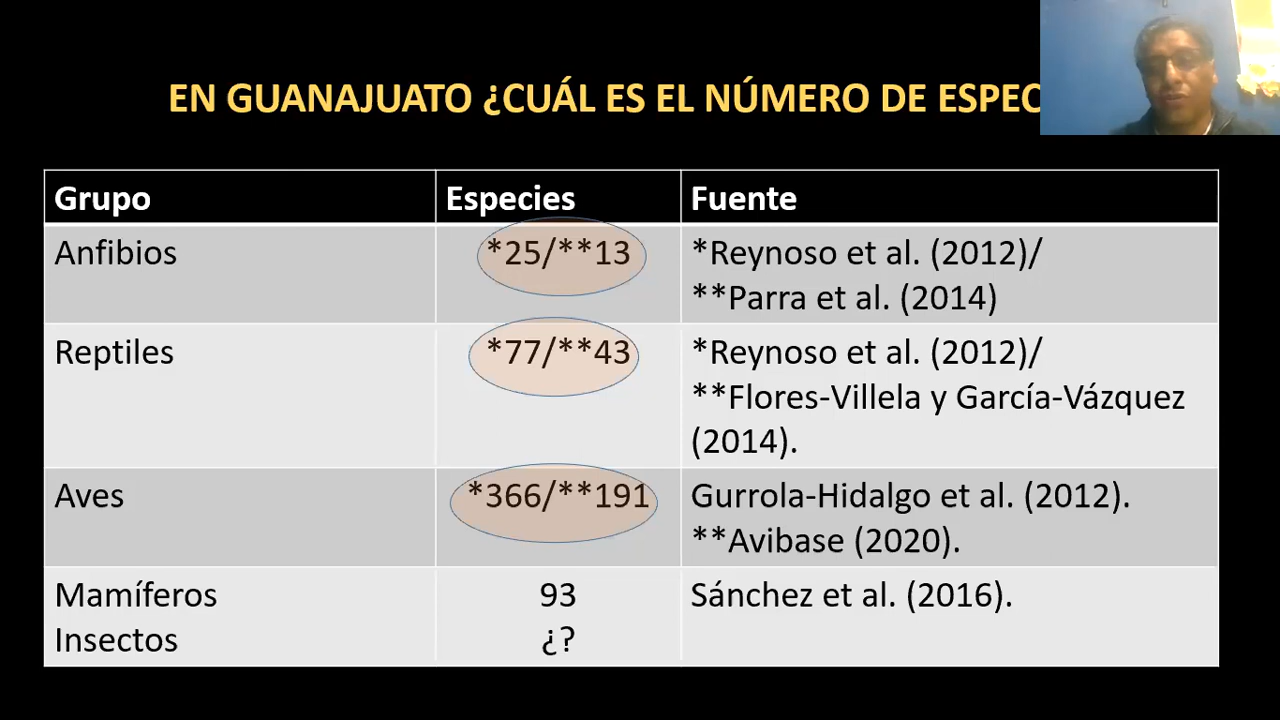 EN GUANAJUATO ¿CUÁL ES EL NÚMERO DE ESPEC
Grupo Especies Fuente
Anfibios *25/**13 *Reynoso et al. (2012)/
**Parra et al. (2014)
Reptiles *77/**43 *Reynoso et al. (2012)/
**Flores-Villela y García-Vázquez
(2014).
Aves *366/**191 Gurrola-Hidalgo et al. (2012).
**Avibase (2020).
Mamíferos 93 Sánchez et al. (2016).
Insectos ¿?